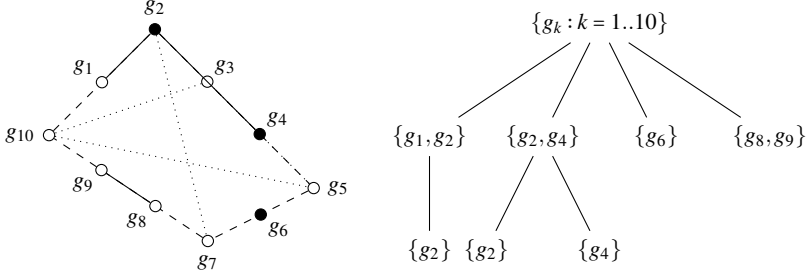 g₂
g₁
g₃
g₄
g₁₀
g₉
g₈
g₅
g₆
g₇
{gₖ : k = 1..10}
{g₁, g₂} {g₂, g₄} {g₆} {g₈, g₉}
{g₂} {g₂} {g₄}